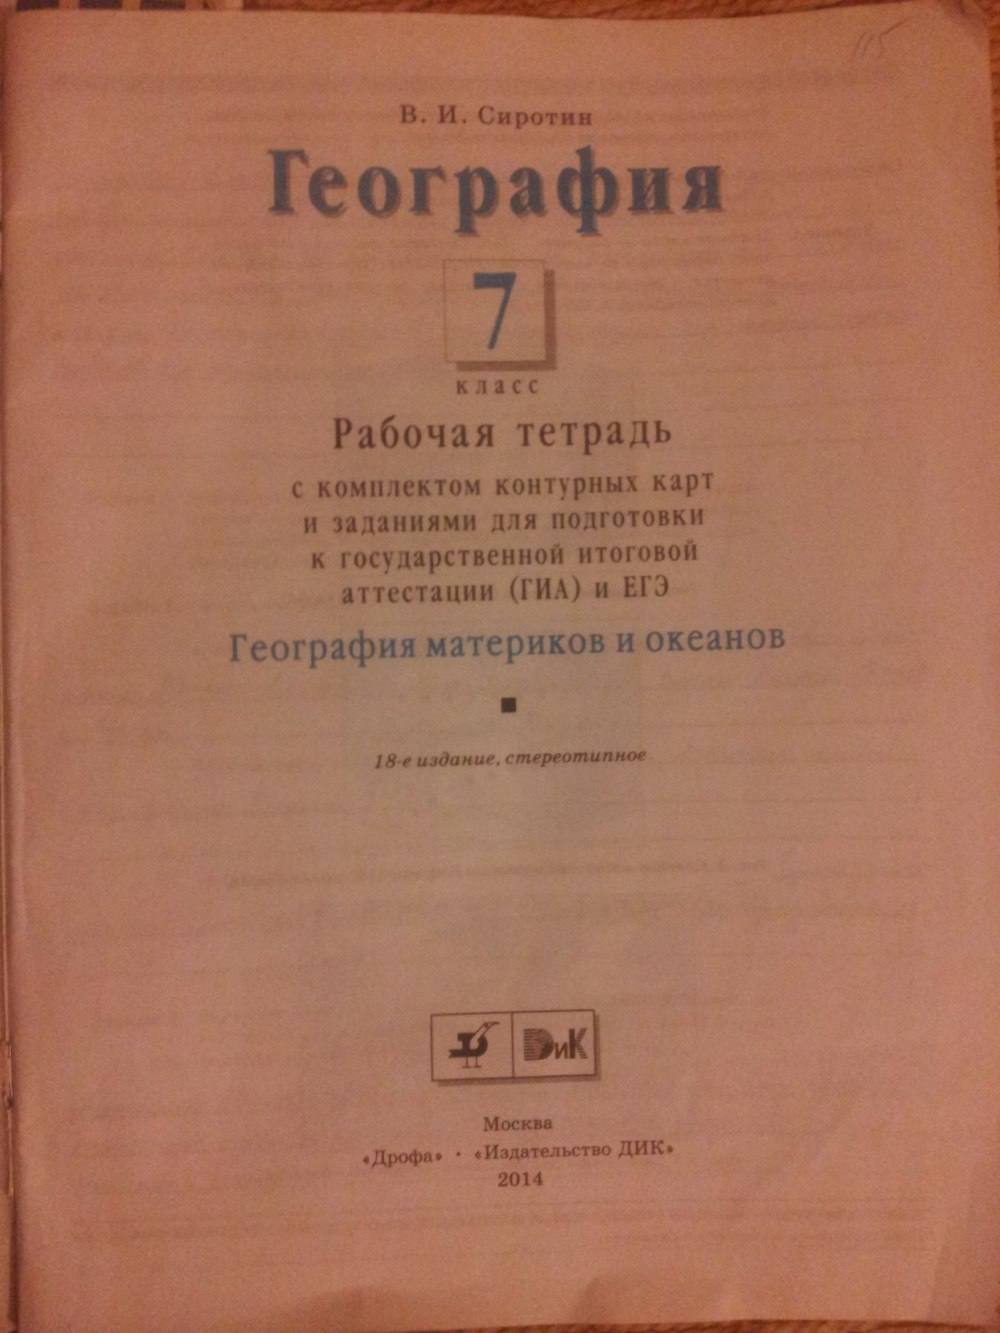 115
В. И. Сиротин
География
7
класс
Рабочая тетрадь
с комплектом контурных карт
и заданиями для подготовки
к государственной итоговой
аттестации (ГИА) и ЕГЭ
География материков и океанов
18-е издание, стереотипное
ДиК
Москва
«Дрофа» · «Издательство ДИК»
2014